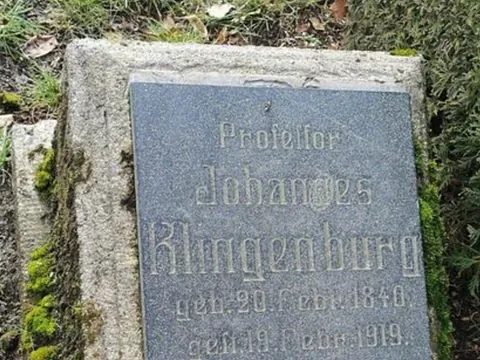 Professor
Johannes
Klingenburg
geb. 20. Febr. 1840.
gest. 19. Febr. 1919.